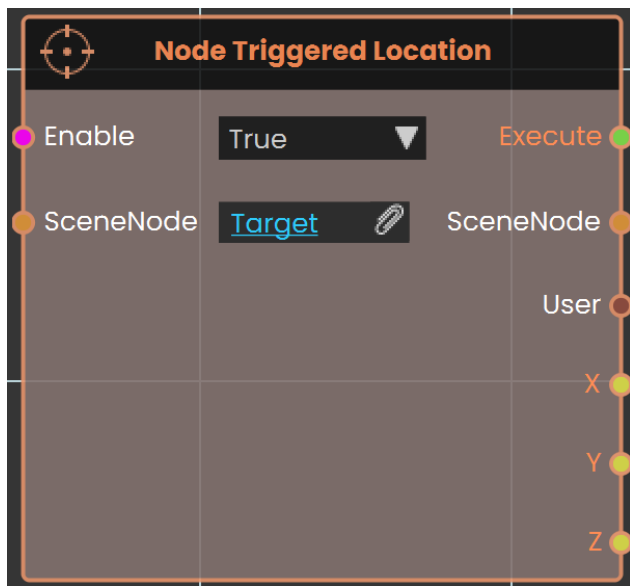 Node Triggered Location
Enable True Execute
SceneNode Target SceneNode
User
X
Y
Z